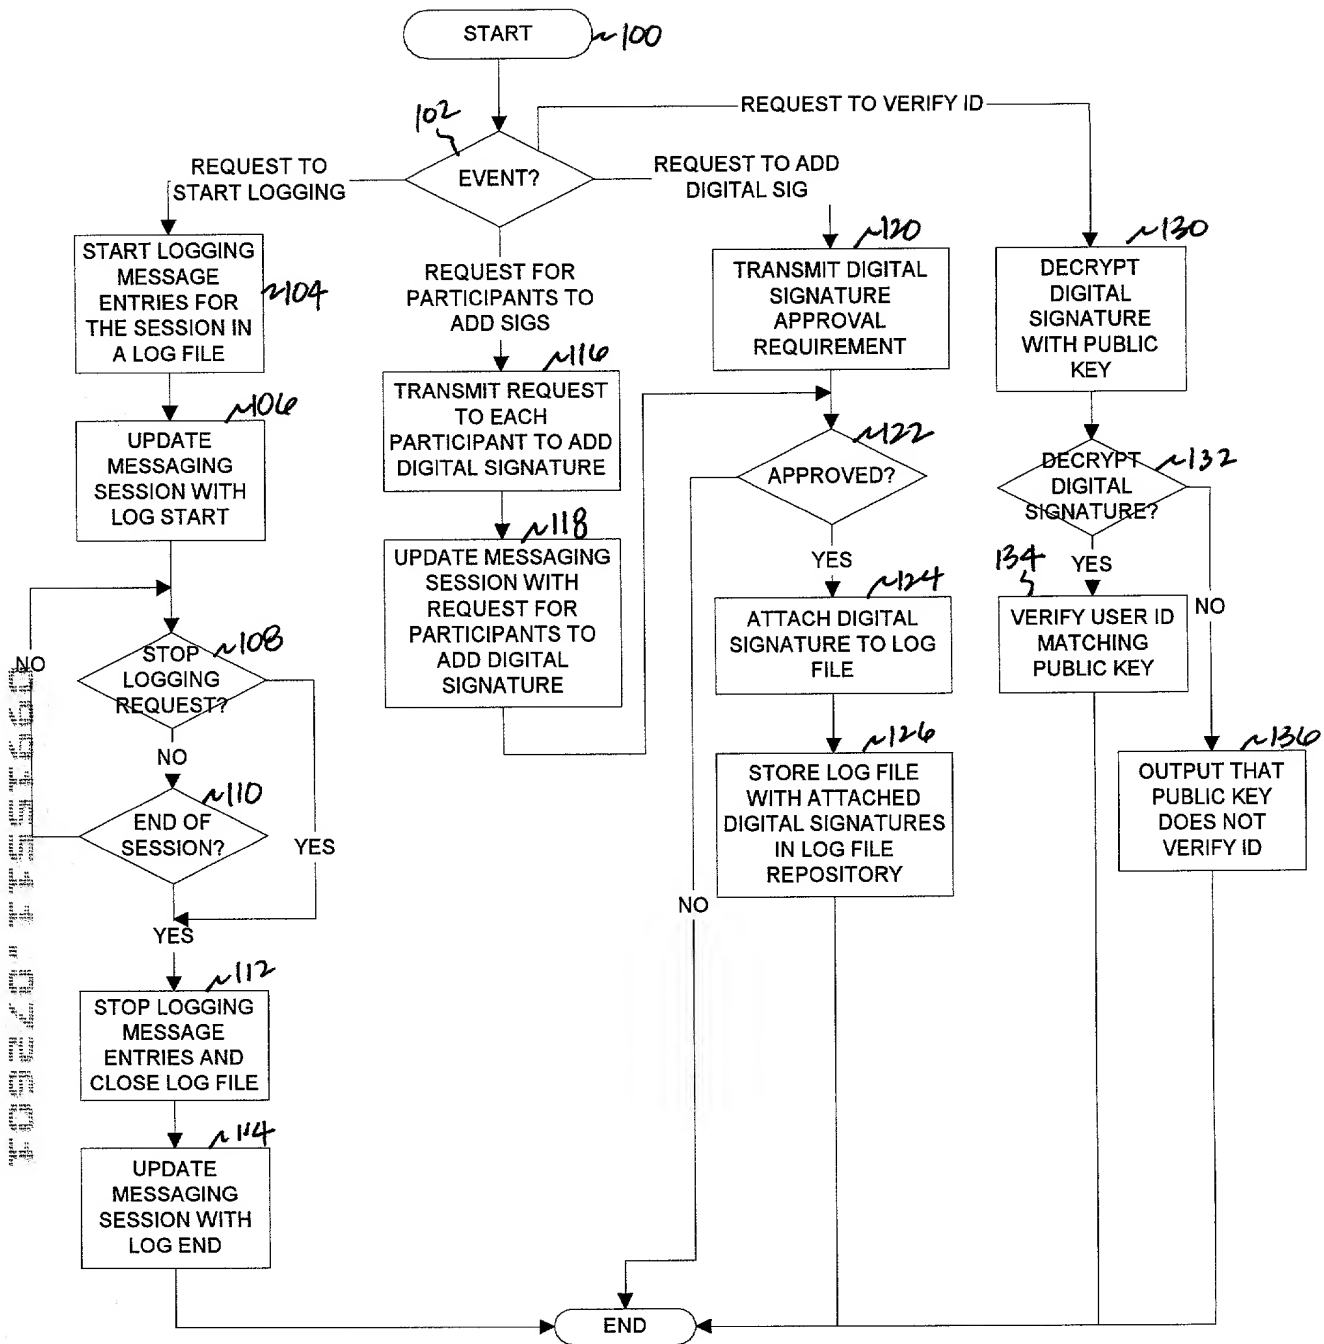 START
~100
102
EVENT?
REQUEST TO VERIFY ID
REQUEST TO
START LOGGING
REQUEST TO ADD
DIGITAL SIG
REQUEST FOR
PARTICIPANTS TO
ADD SIGS
START LOGGING
MESSAGE
ENTRIES FOR
THE SESSION IN
A LOG FILE
~104
~106
UPDATE
MESSAGING
SESSION WITH
LOG START
~108
STOP
LOGGING
REQUEST?
NO
NO
~110
END OF
SESSION?
YES
YES
~112
STOP LOGGING
MESSAGE
ENTRIES AND
CLOSE LOG FILE
~114
UPDATE
MESSAGING
SESSION WITH
LOG END
~116
TRANSMIT REQUEST
TO EACH
PARTICIPANT TO ADD
DIGITAL SIGNATURE
~118
UPDATE MESSAGING
SESSION WITH
REQUEST FOR
PARTICIPANTS TO
ADD DIGITAL
SIGNATURE
~120
TRANSMIT DIGITAL
SIGNATURE
APPROVAL
REQUIREMENT
~122
APPROVED?
YES
NO
~124
ATTACH DIGITAL
SIGNATURE TO LOG
FILE
~126
STORE LOG FILE
WITH ATTACHED
DIGITAL SIGNATURES
IN LOG FILE
REPOSITORY
~130
DECRYPT
DIGITAL
SIGNATURE
WITH PUBLIC
KEY
~132
DECRYPT
DIGITAL
SIGNATURE?
YES
NO
134
VERIFY USER ID
MATCHING
PUBLIC KEY
~136
OUTPUT THAT
PUBLIC KEY
DOES NOT
VERIFY ID
END